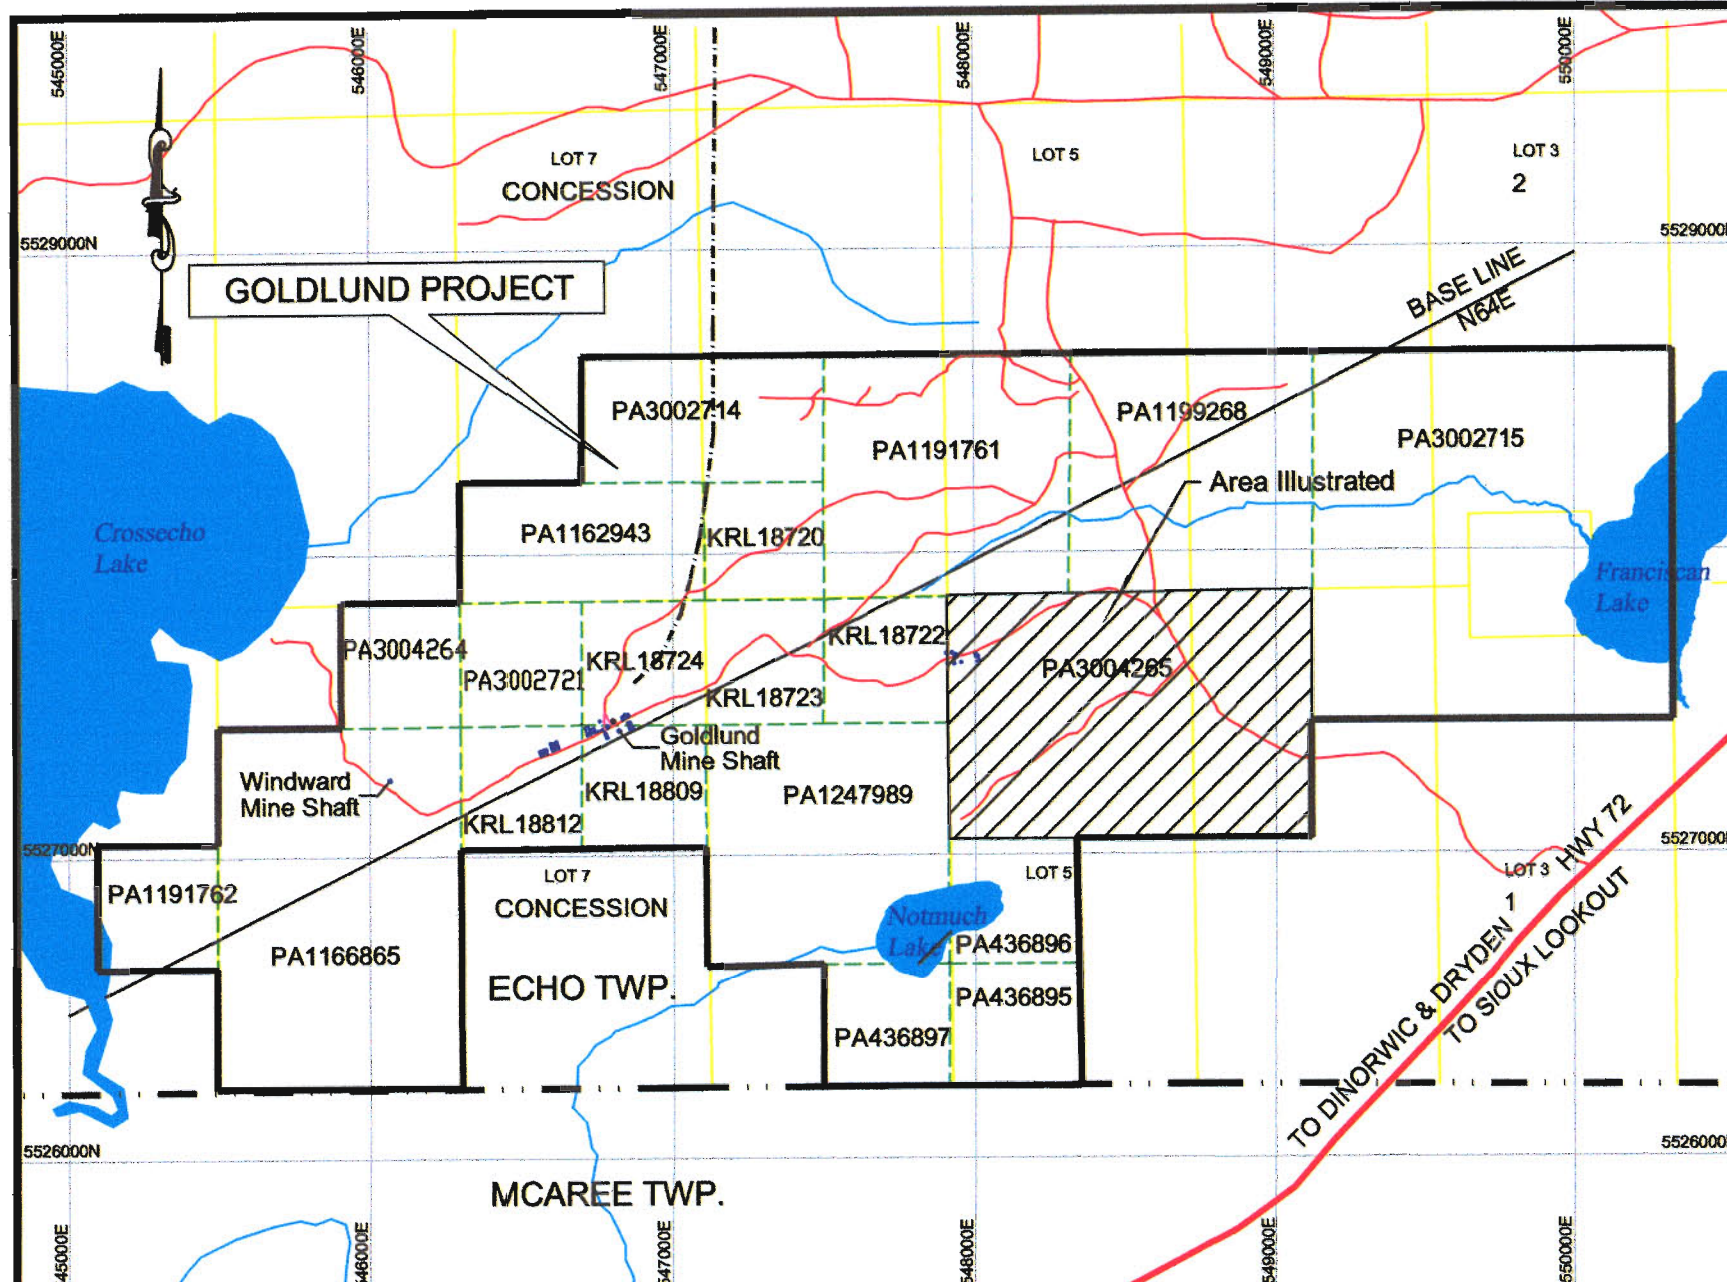 545000E
546000E
547000E
548000E
549000E
550000E
LOT 7
CONCESSION
LOT 5
LOT 3
2
5529000N
5529000N
GOLDLUND PROJECT
BASE LINE
N64E
PA3002714
PA1191761
PA1199268
PA3002715
Area Illustrated
Crossecho
Lake
PA1162943
KRL18720
Franciscan
Lake
PA3004264
PA3002721
KRL18724
KRL18722
PA3004265
KRL18723
Goldlund
Mine Shaft
Windward
Mine Shaft
KRL18809
PA1247989
KRL18812
HWY 72
5527000N
5527000N
PA1191762
LOT 7
CONCESSION
LOT 5
LOT 3
1
Notmuch
Lake
PA436896
PA1166865
ECHO TWP.
PA436895
PA436897
TO DINORWIC & DRYDEN
TO SIOUX LOOKOUT
5526000N
5526000N
MCAREE TWP.
545000E
546000E
547000E
548000E
549000E
550000E